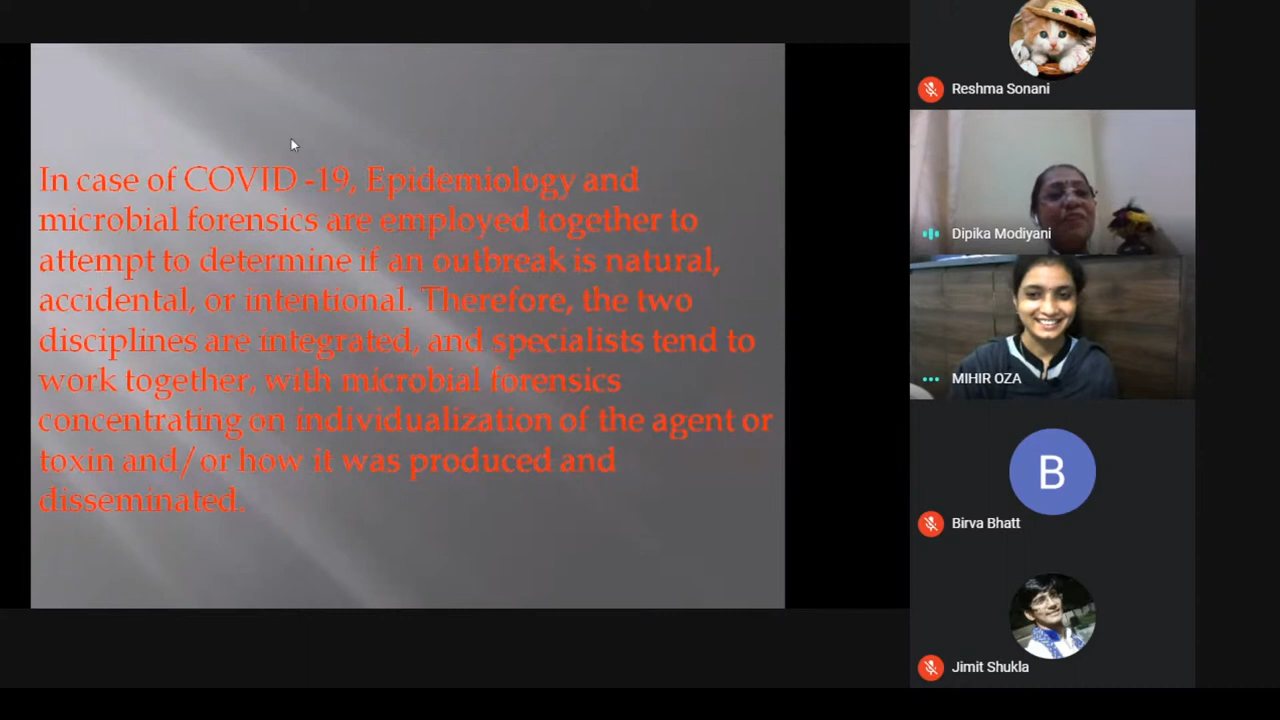 In case of COVID -19, Epidemiology and
microbial forensics are employed together to
attempt to determine if an outbreak is natural,
accidental, or intentional. Therefore, the two
disciplines are integrated, and specialists tend to
work together, with microbial forensics
concentrating on individualization of the agent or
toxin and/or how it was produced and
disseminated.
Reshma Sonani
Dipika Modiyani
MIHIR OZA
B
Birva Bhatt
Jimit Shukla